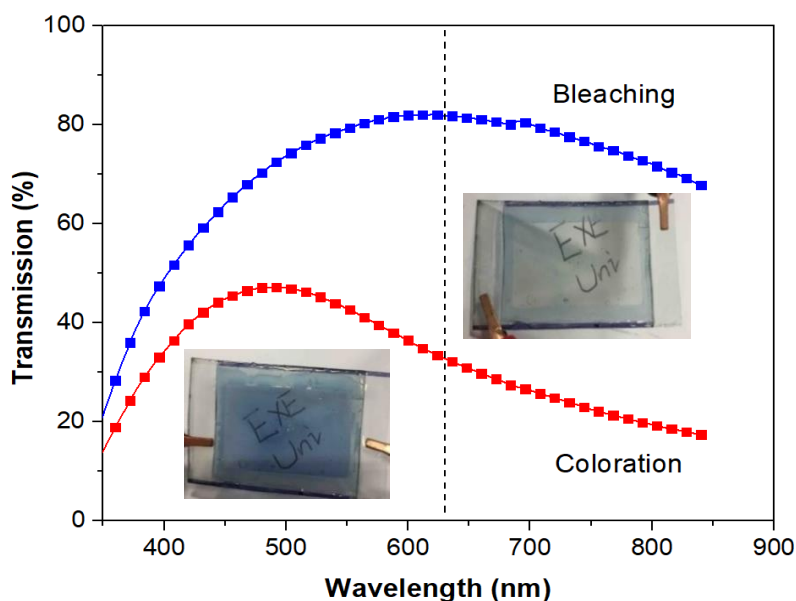 100
80
60
40
20
0
Transmission (%)
Bleaching
EXE
Uni
EXE
Uni
Coloration
400 500 600 700 800 900
Wavelength (nm)